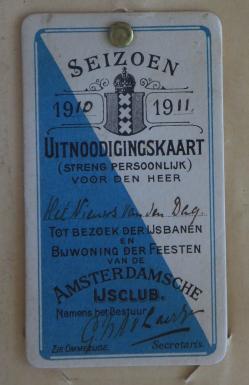 SEIZOEN
1910 1911
UITNOODIGINGSKAART
(STRENG PERSOONLIJK)
VOOR DEN HEER
Het Nieuws van den Dag.
TOT BEZOEK DER IJSBANEN
EN
BIJWONING DER FEESTEN
VAN DE
AMSTERDAMSCHE
IJSCLUB.
Namens het Bestuur
ZIE OMMEZIJDE. Secretaris.